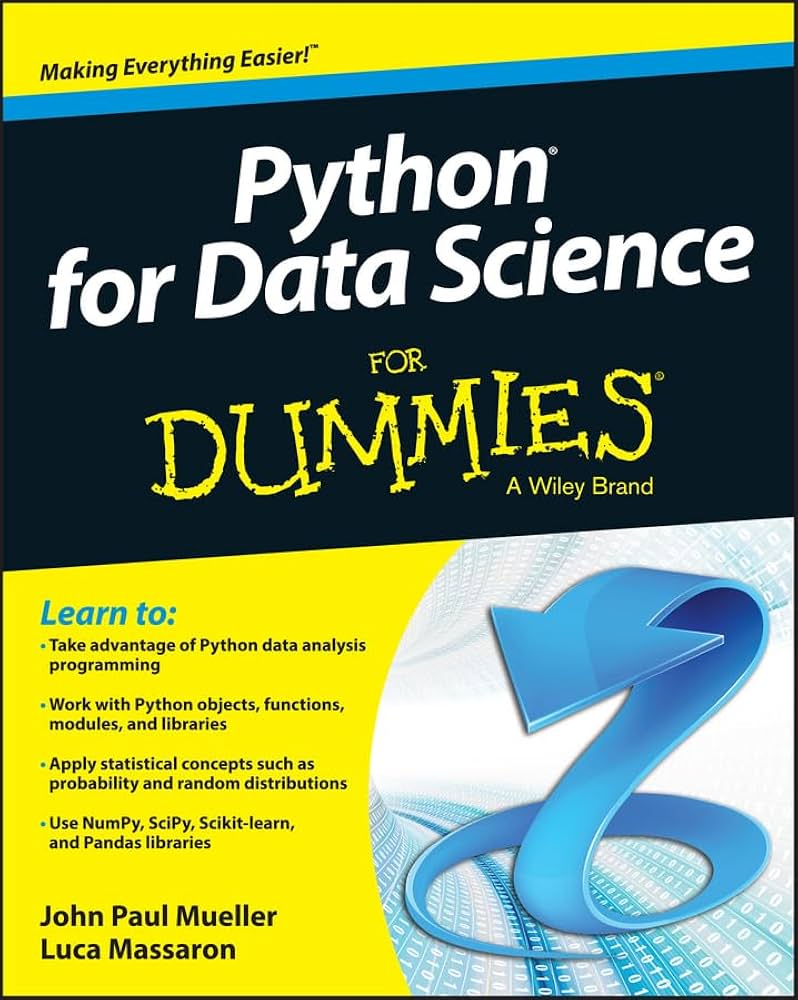 Making Everything Easier!™
Python®
for Data Science
FOR
DUMMIES®
A Wiley Brand
Learn to:
• Take advantage of Python data analysis
programming
• Work with Python objects, functions,
modules, and libraries
• Apply statistical concepts such as
probability and random distributions
• Use NumPy, SciPy, Scikit-learn,
and Pandas libraries
John Paul Mueller
Luca Massaron